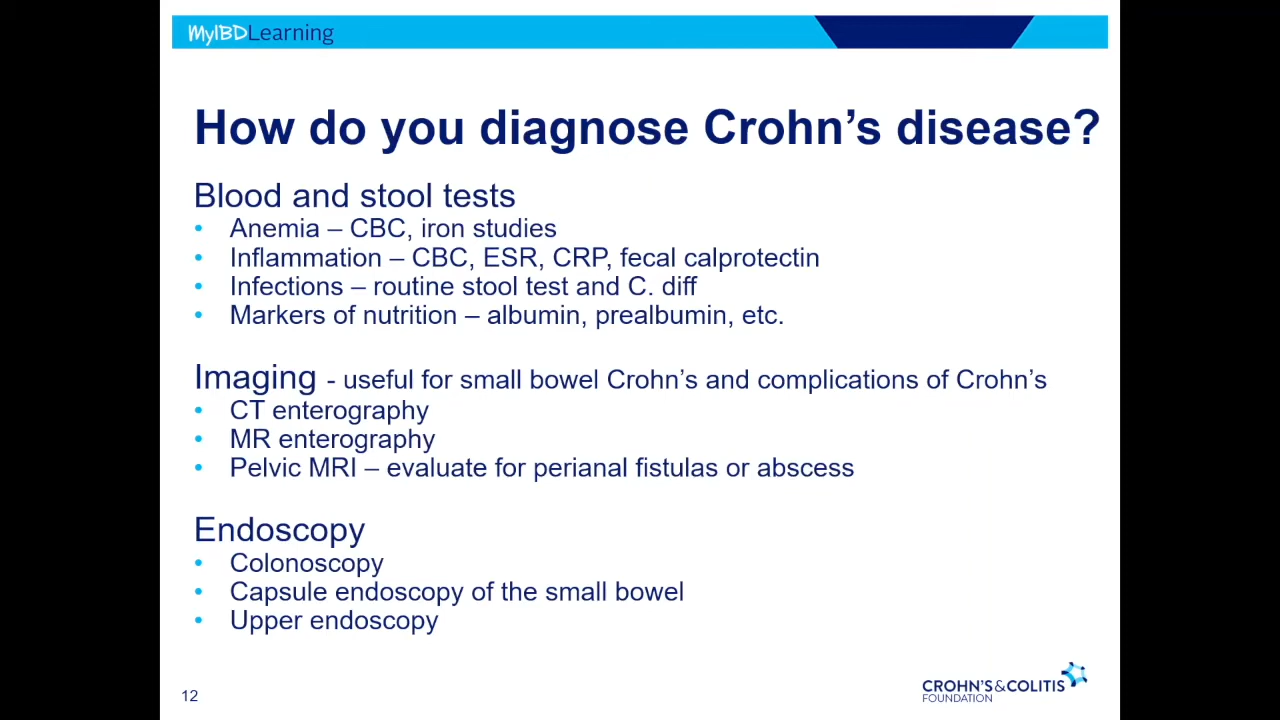 MyIBDLearning
How do you diagnose Crohn’s disease?
Blood and stool tests
• Anemia – CBC, iron studies
• Inflammation – CBC, ESR, CRP, fecal calprotectin
• Infections – routine stool test and C. diff
• Markers of nutrition – albumin, prealbumin, etc.
Imaging - useful for small bowel Crohn’s and complications of Crohn’s
• CT enterography
• MR enterography
• Pelvic MRI – evaluate for perianal fistulas or abscess
Endoscopy
• Colonoscopy
• Capsule endoscopy of the small bowel
• Upper endoscopy
12
CROHN’S&COLITIS
FOUNDATION